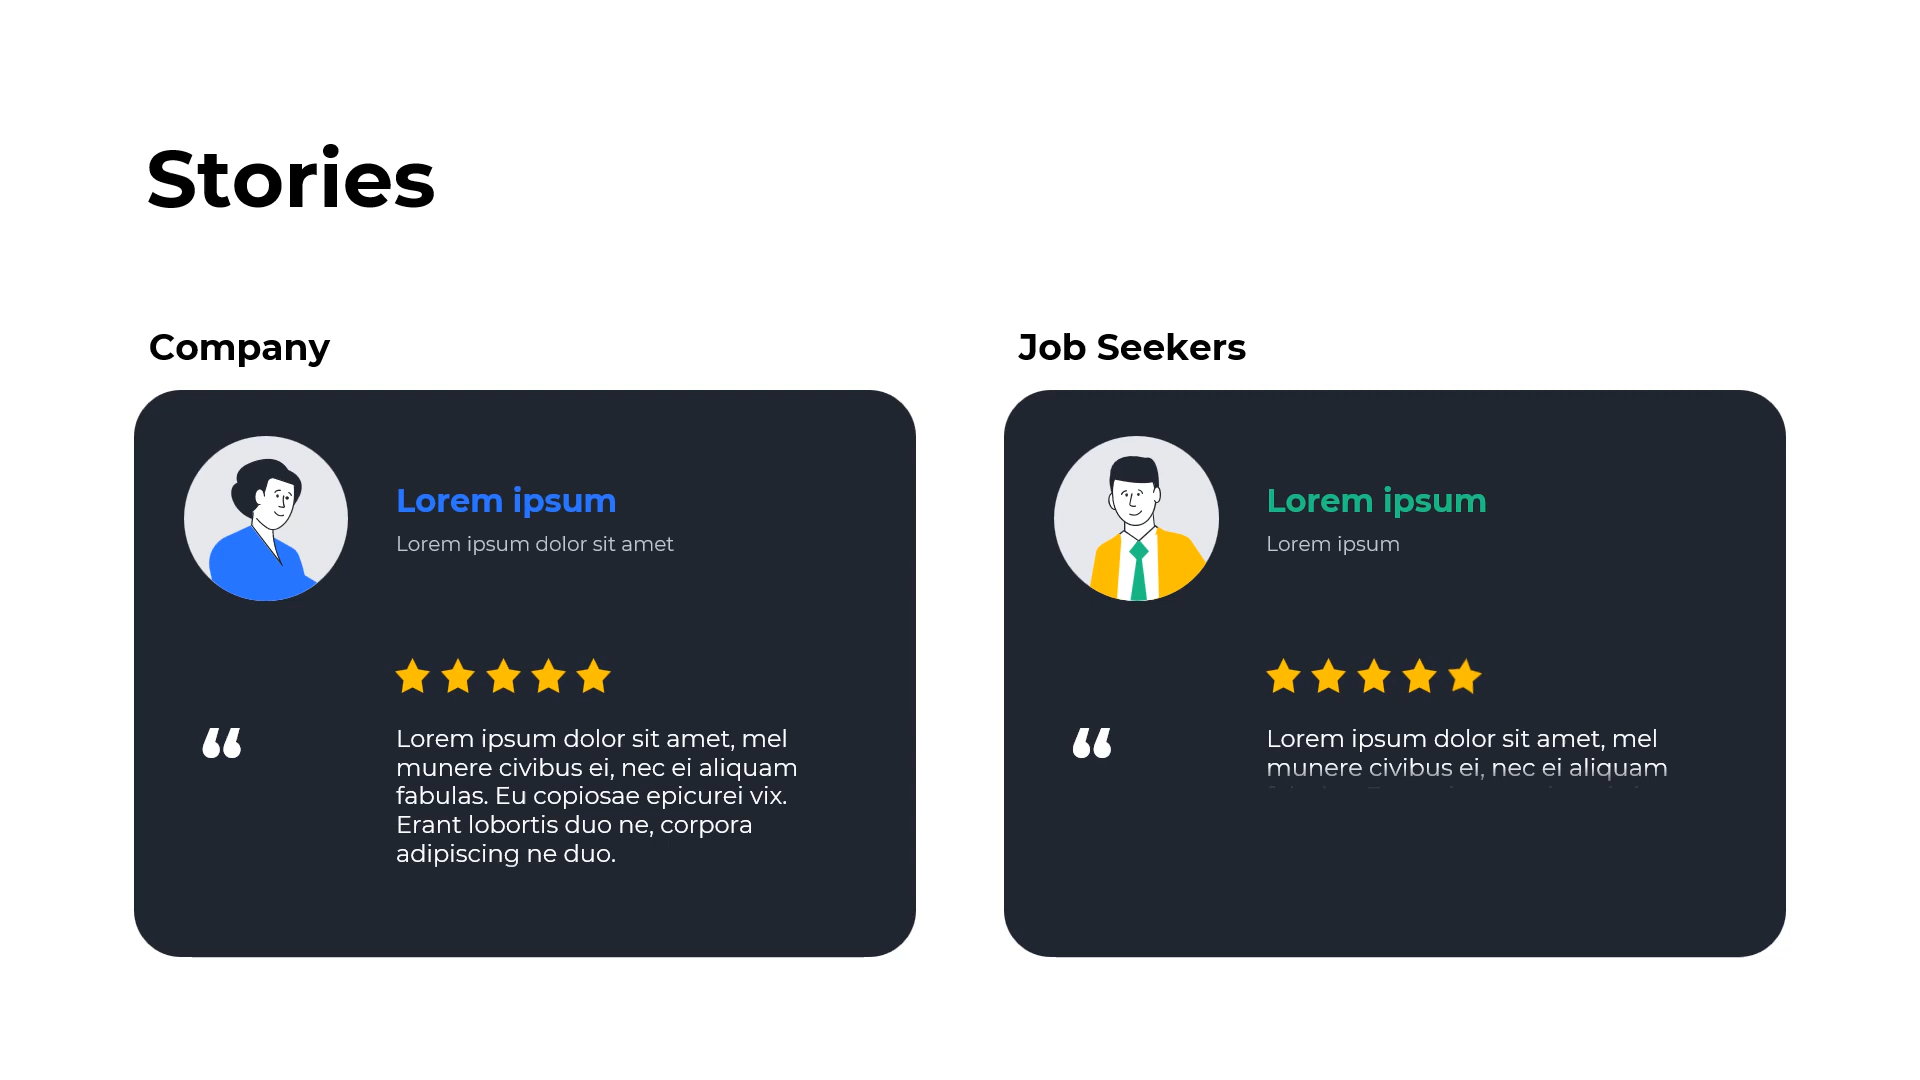 Stories
Company
Lorem ipsum
Lorem ipsum dolor sit amet
“
Lorem ipsum dolor sit amet, mel
munere civibus ei, nec ei aliquam
fabulas. Eu copiosae epicurei vix.
Erant lobortis duo ne, corpora
adipiscing ne duo.
Job Seekers
Lorem ipsum
Lorem ipsum
“
Lorem ipsum dolor sit amet, mel
munere civibus ei, nec ei aliquam